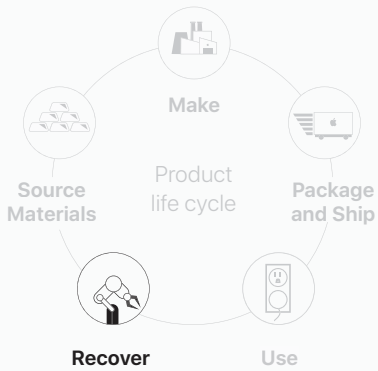 Make
Source
Materials
Product
life cycle
Package
and Ship
Recover
Use